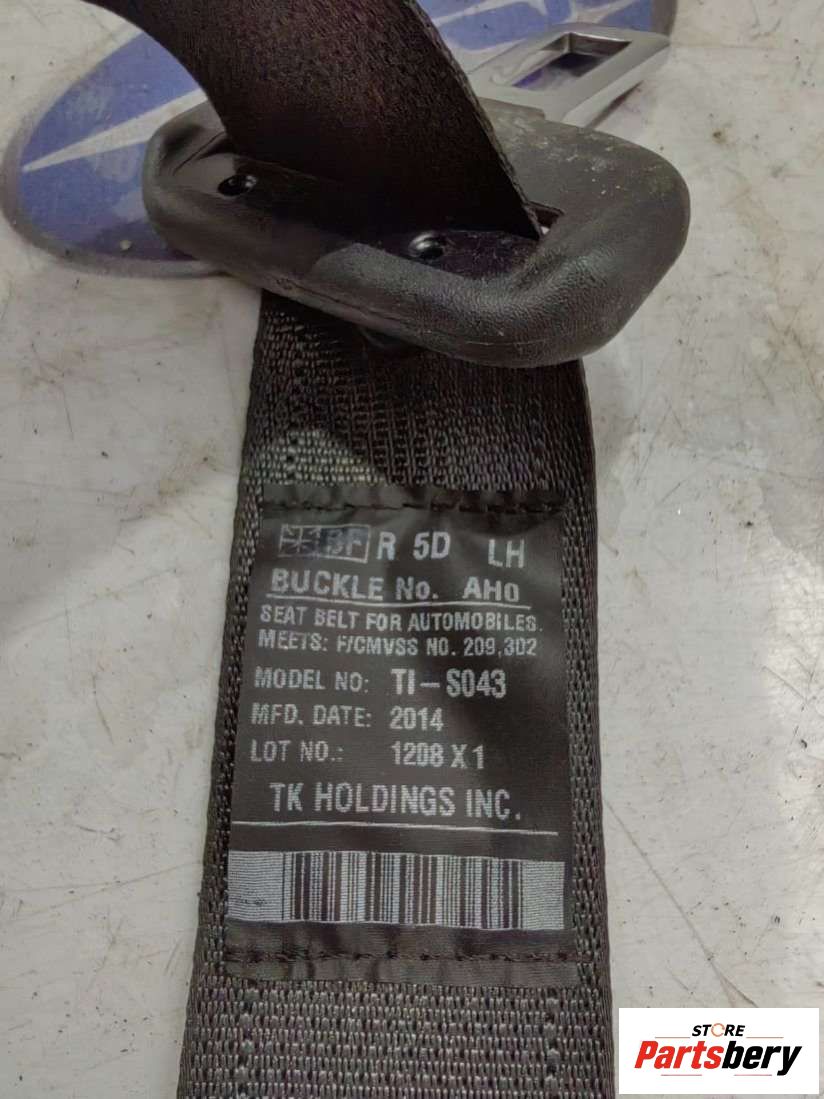 R 5D LH
BUCKLE No. AH0
SEAT BELT FOR AUTOMOBILES.
MEETS: F/CMVSS NO. 209,302
MODEL NO: TI-S043
MFD. DATE: 2014
LOT NO.: 1208 X 1
TK HOLDINGS INC.
STORE
Partsbery